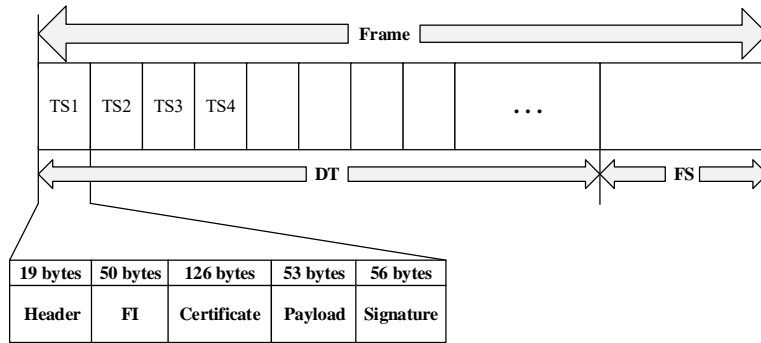 Frame
TS1 TS2 TS3 TS4 ...
DT FS
19 bytes 50 bytes 126 bytes 53 bytes 56 bytes
Header FI Certificate Payload Signature